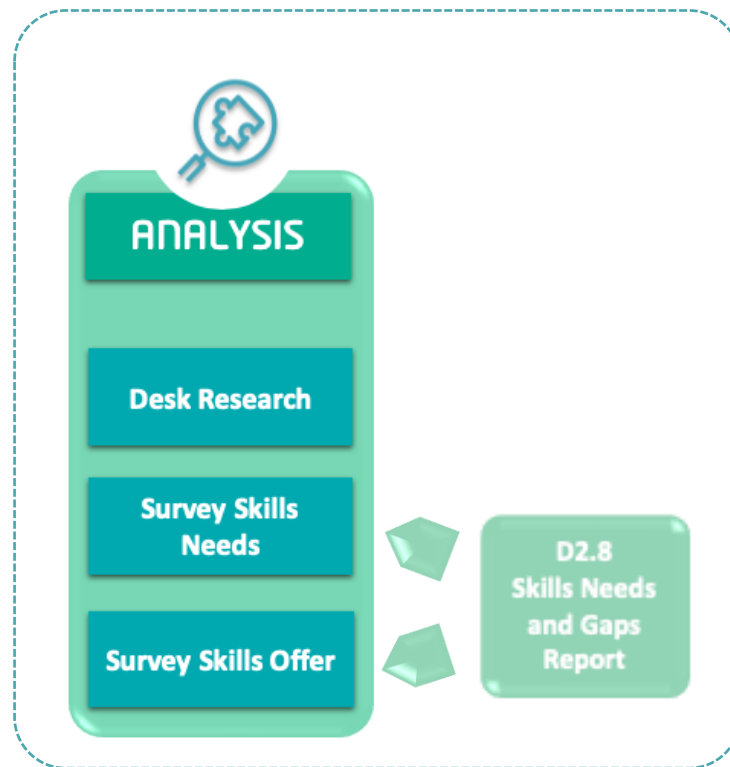 ANALYSIS
Desk Research
Survey Skills
Needs
Survey Skills Offer
D2.8
Skills Needs
and Gaps
Report